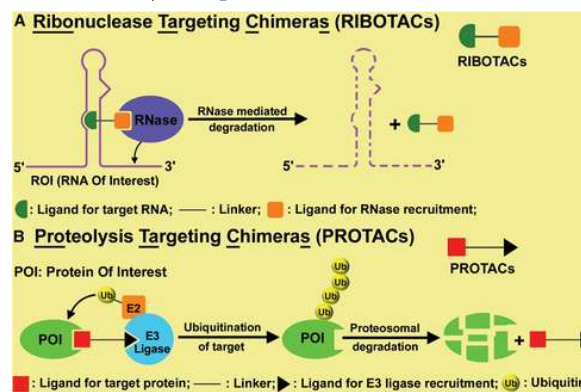 A Ribonuclease Targeting Chimeras (RIBOTACs)
RIBOTACs
RNase
RNase mediated
degradation
+
5'
3'
5'
3'
ROI (RNA Of Interest)
: Ligand for target RNA; : Linker; : Ligand for RNase recruitment;
B Proteolysis Targeting Chimeras (PROTACs)
PROTACs
POI: Protein Of Interest
Ub
E2
POI
E3
Ligase
Ubiquitination
of target
Ub
Ub
Ub
Ub
POI
Proteosomal
degradation
+
: Ligand for target protein; : Linker; : Ligand for E3 ligase recruitment; Ub : Ubiquitin